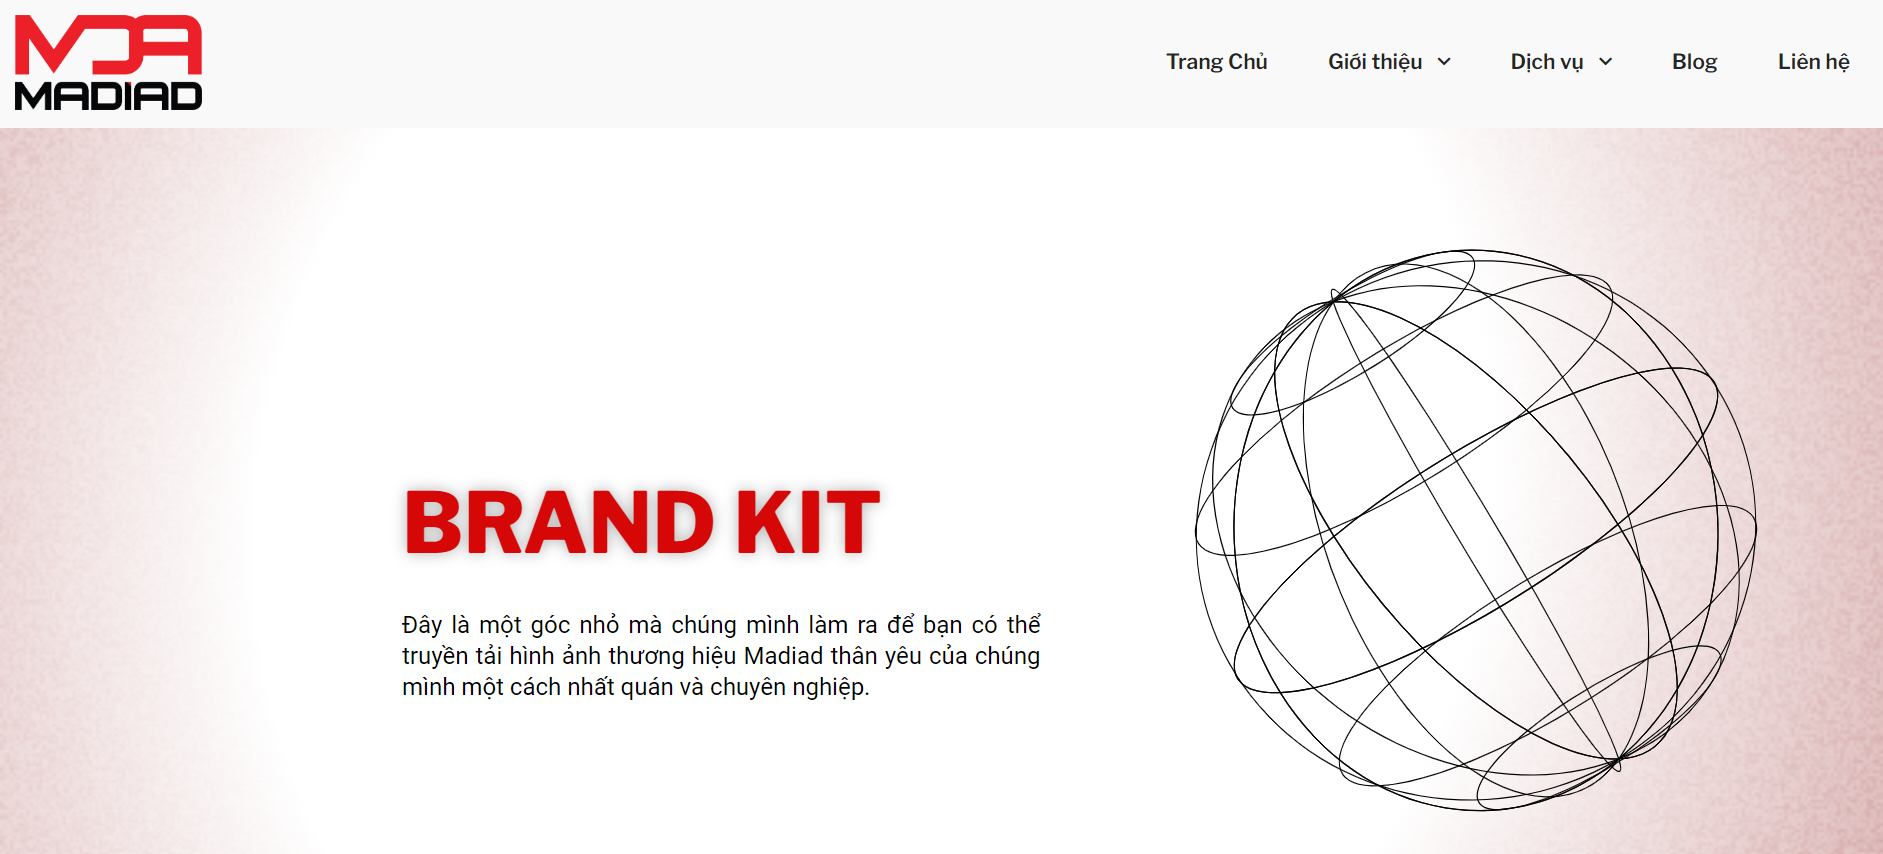 MDA
MADIAD
Trang Chủ
Giới thiệu
Dịch vụ
Blog
Liên hệ
BRAND KIT
Đây là một góc nhỏ mà chúng mình làm ra để bạn có thể
truyền tải hình ảnh thương hiệu Madiad thân yêu của chúng
mình một cách nhất quán và chuyên nghiệp.